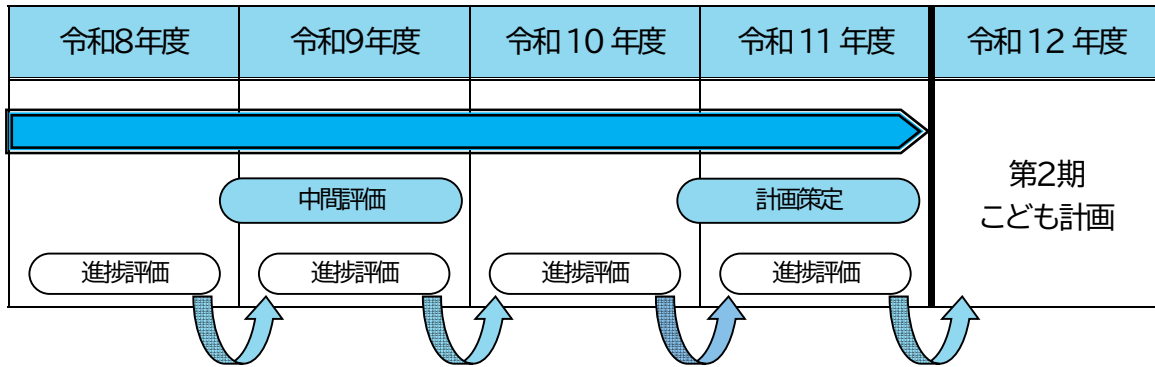 令和8年度
令和9年度
令和10年度
令和11年度
令和12年度
中間評価
計画策定
第2期
こども計画
進捗評価
進捗評価
進捗評価
進捗評価